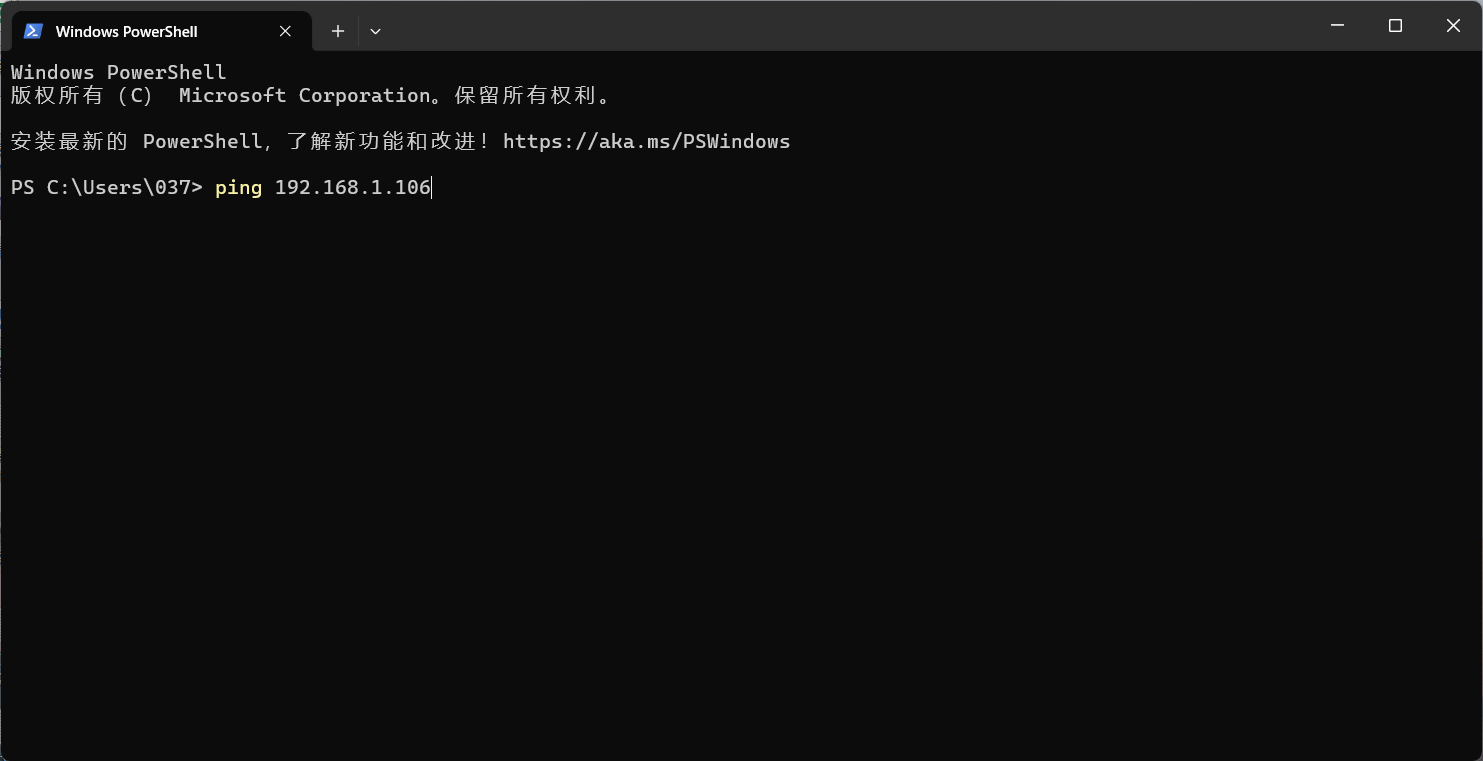 Windows PowerShell
Windows PowerShell
版权所有（C） Microsoft Corporation。保留所有权利。
安装最新的 PowerShell，了解新功能和改进！https://aka.ms/PSWindows
PS C:\Users\037> ping 192.168.1.106